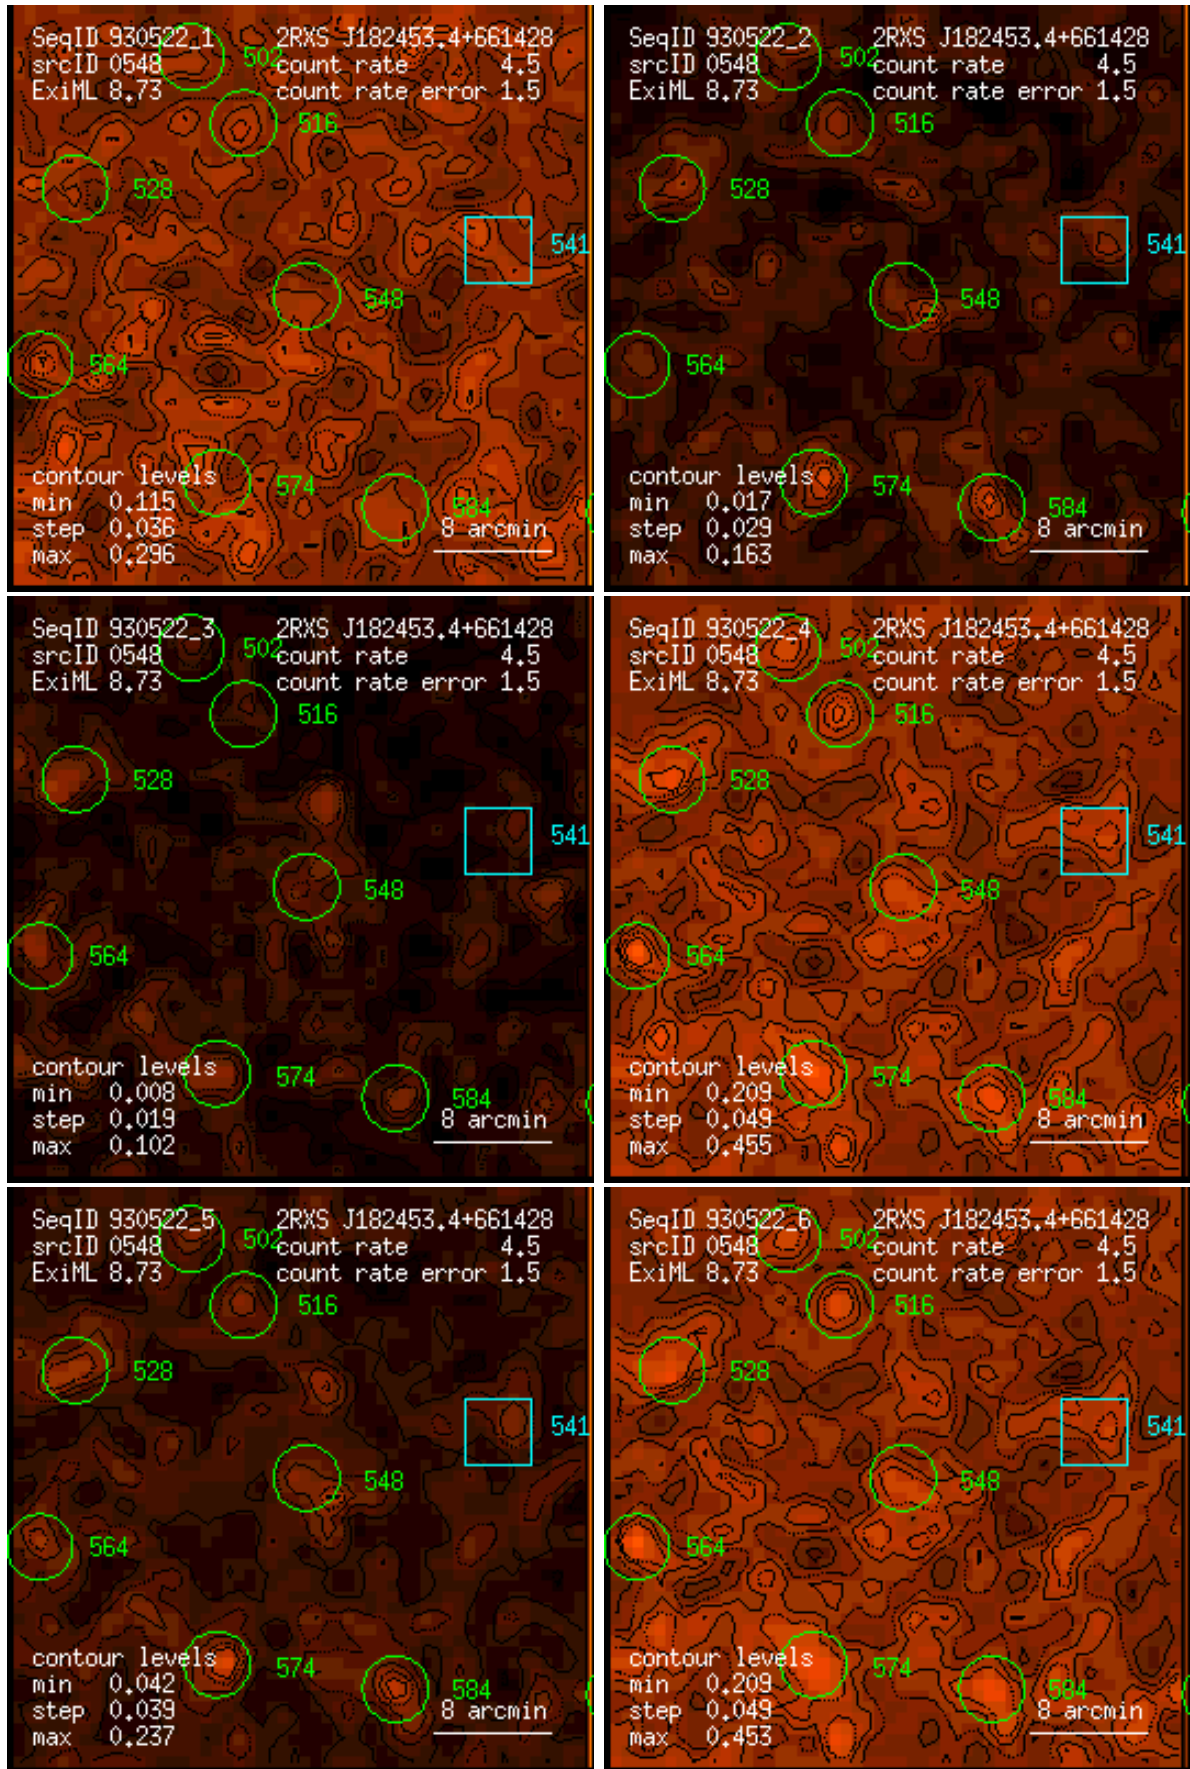 SeqID 930522_1 2RXS J182453.4+661428
srcID 0548 502 count rate 4.5
ExiML 8.73 count rate error 1.5
516
528
541
548
564
contour levels
574
min 0.115
584
step 0.036
8 arcmin
max 0.296
SeqID 930522_2 2RXS J182453.4+661428
srcID 0548 502 count rate 4.5
ExiML 8.73 count rate error 1.5
516
528
541
548
564
contour levels
574
min 0.017
584
step 0.029
8 arcmin
max 0.163
SeqID 930522_3 2RXS J182453.4+661428
srcID 0548 502 count rate 4.5
ExiML 8.73 count rate error 1.5
516
528
541
548
564
contour levels
574
min 0.008
584
step 0.019
8 arcmin
max 0.102
SeqID 930522_4 2RXS J182453.4+661428
srcID 0548 502 count rate 4.5
ExiML 8.73 count rate error 1.5
516
528
541
548
564
contour levels
574
min 0.209
584
step 0.049
8 arcmin
max 0.455
SeqID 930522_5 2RXS J182453.4+661428
srcID 0548 502 count rate 4.5
ExiML 8.73 count rate error 1.5
516
528
541
548
564
contour levels
574
min 0.042
584
step 0.039
8 arcmin
max 0.237
SeqID 930522_6 2RXS J182453.4+661428
srcID 0548 502 count rate 4.5
ExiML 8.73 count rate error 1.5
516
528
541
548
564
contour levels
574
min 0.209
584
step 0.049
8 arcmin
max 0.453